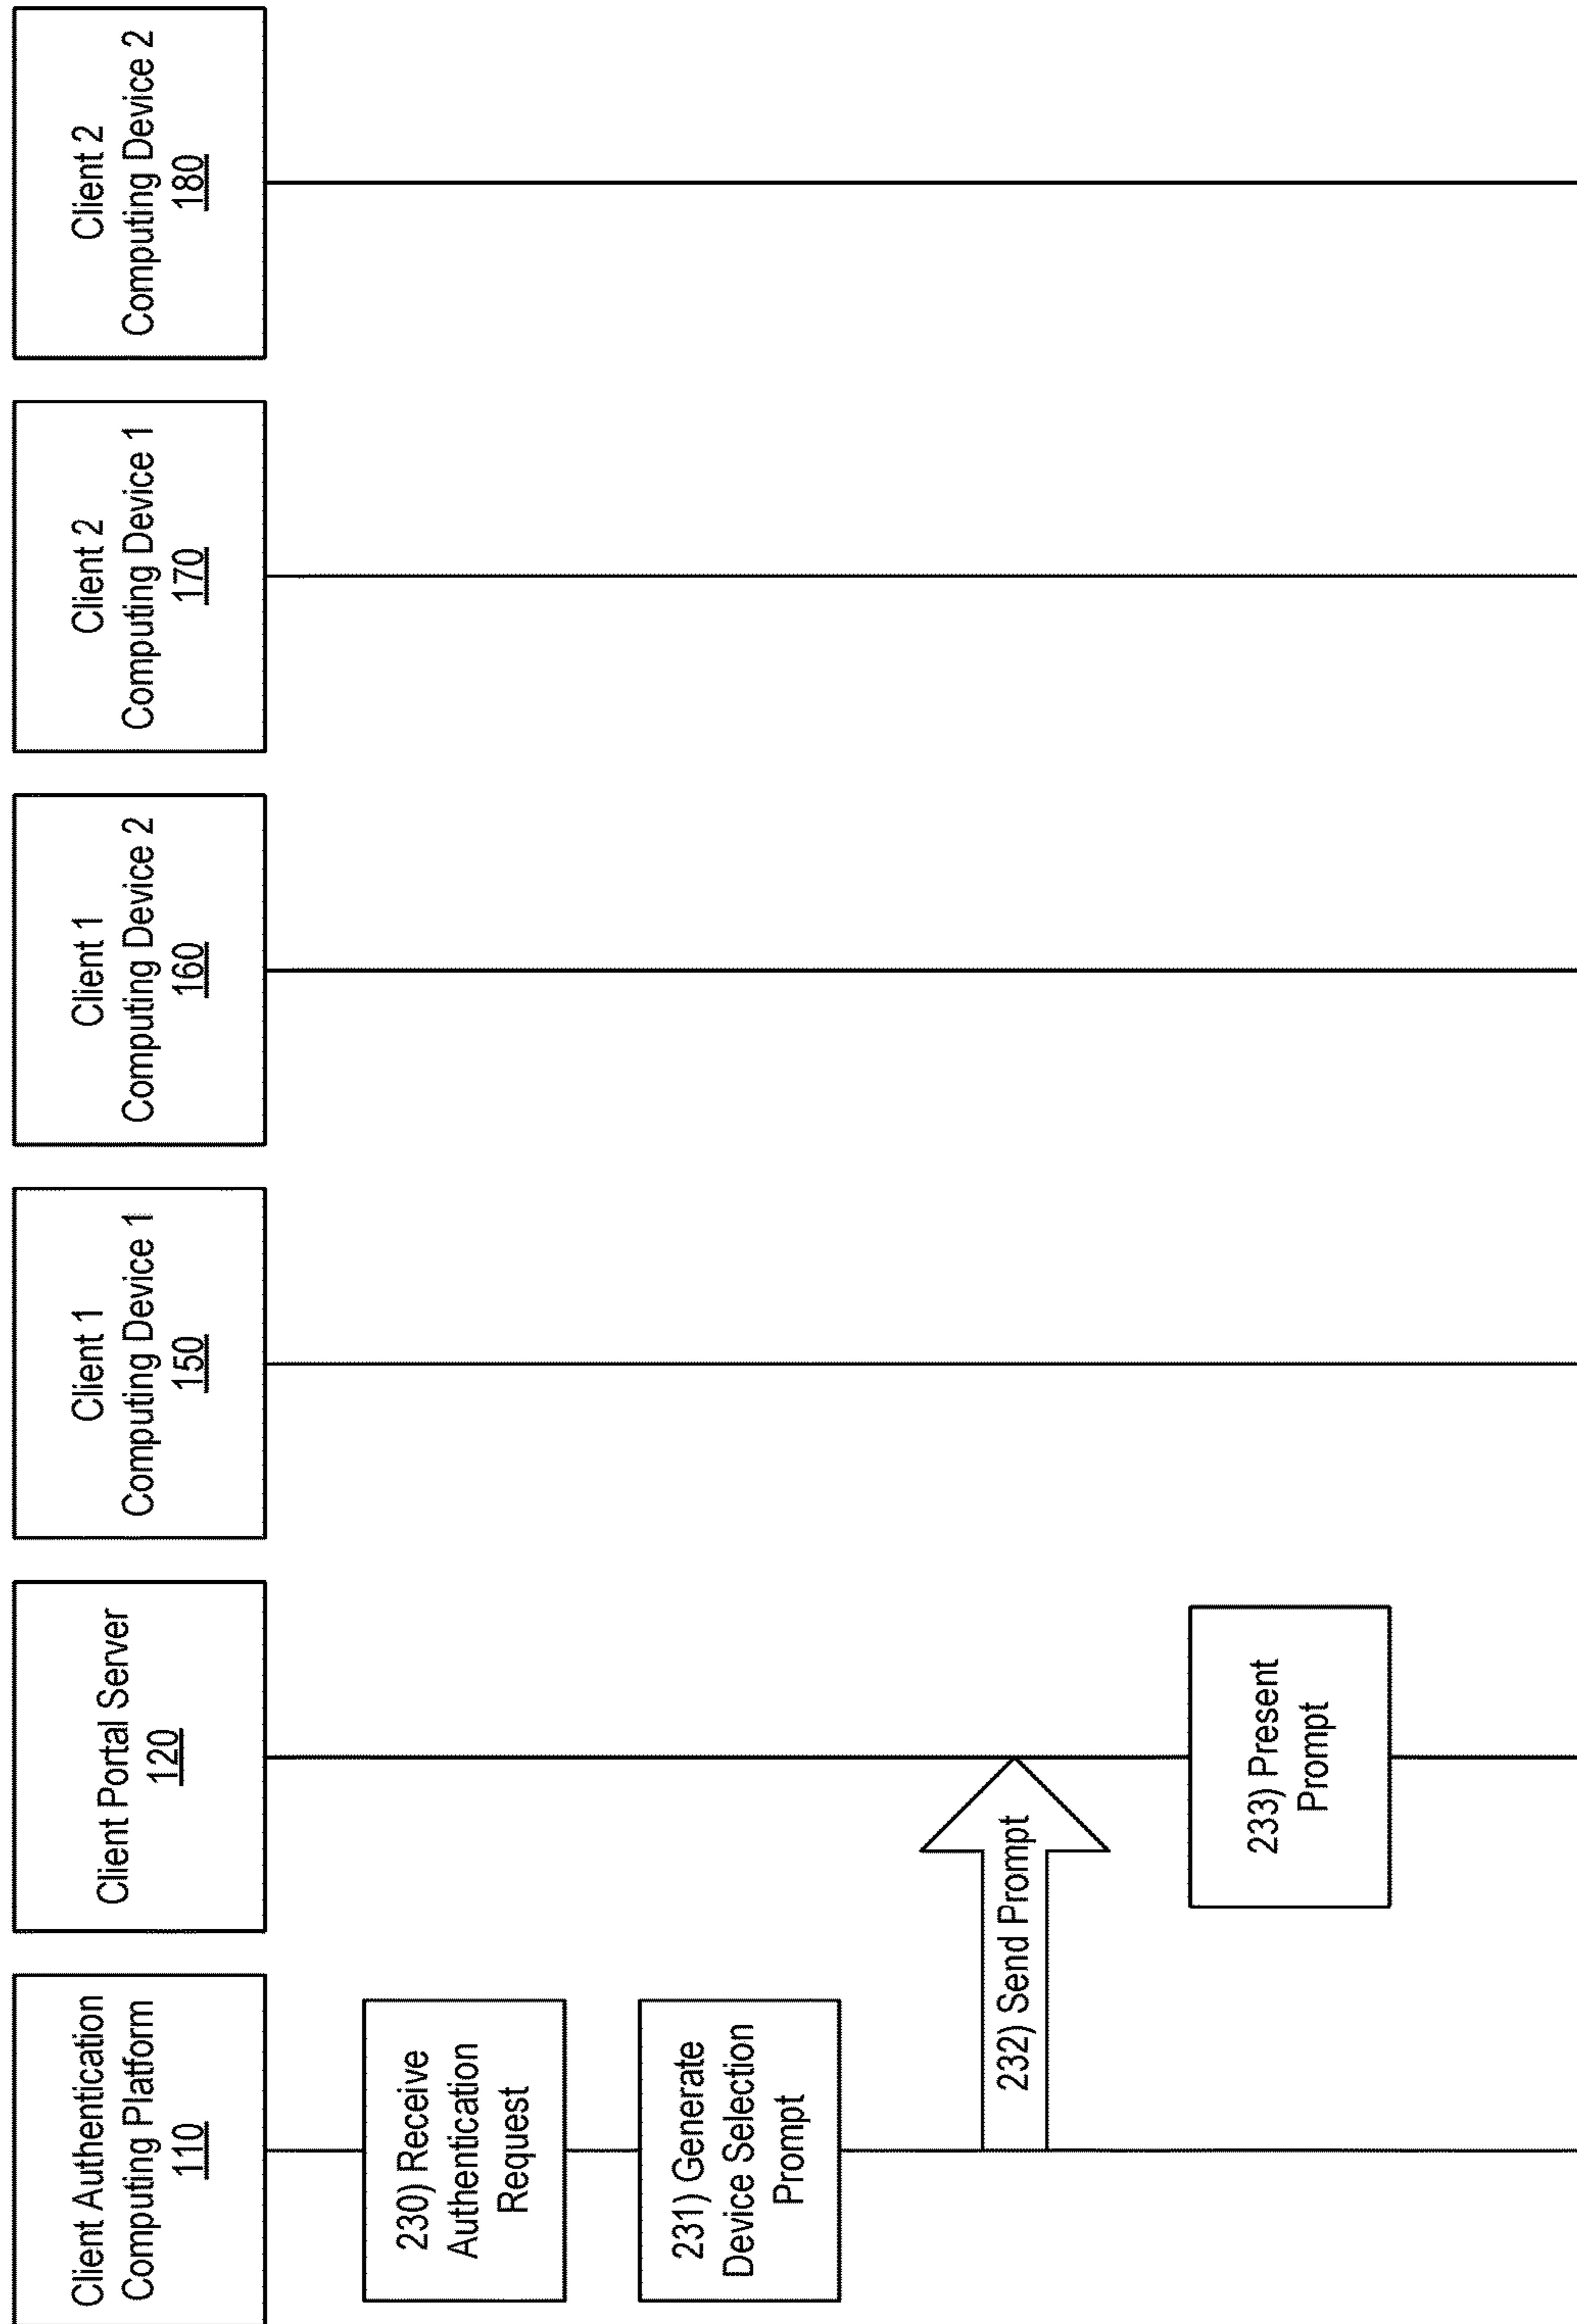 Client Authentication
Computing Platform
110
Client Portal Server
120
Client 1
Computing Device 1
150
Client 1
Computing Device 2
160
Client 2
Computing Device 1
170
Client 2
Computing Device 2
180
230) Receive
Authentication
Request
231) Generate
Device Selection
Prompt
232) Send Prompt
233) Present
Prompt